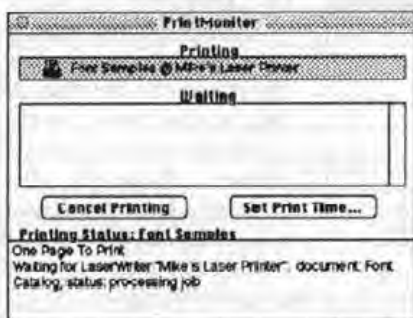 PrintMonitor
Printing
Font Samples @ Mike's Laser Printer
Waiting
Cancel Printing
Set Print Time...
Printing Status: Font Samples
One Page To Print
Waiting for LaserWriter "Mike's Laser Printer", document: Font
Catalog, status: processing job